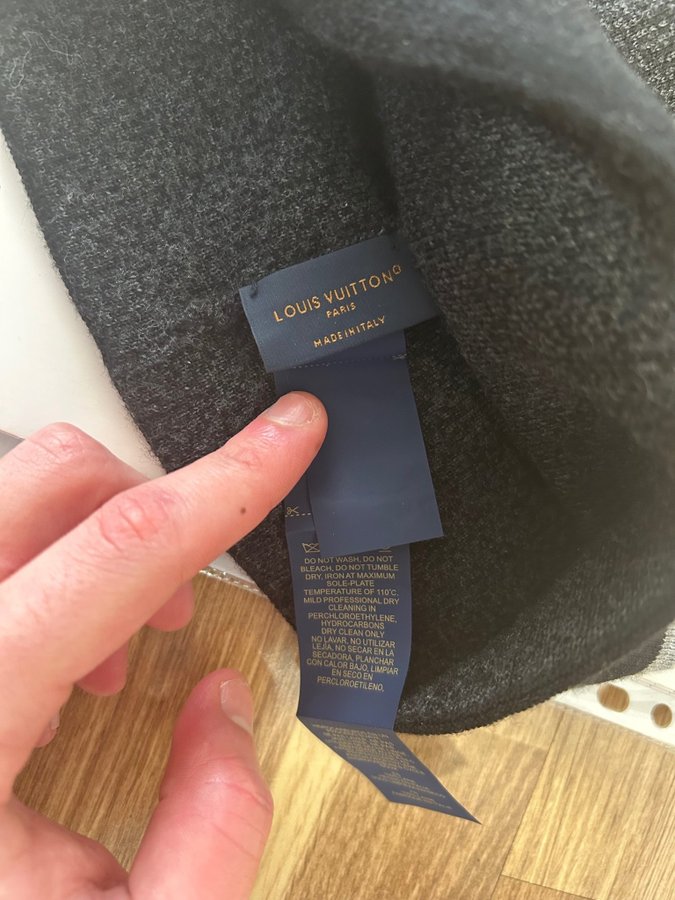 LOUIS VUITTON
PARIS
MADE IN ITALY
DO NOT WASH, DO NOT
BLEACH, DO NOT TUMBLE
DRY, IRON AT MAXIMUM
SOLE-PLATE
TEMPERATURE OF 110°C,
MILD PROFESSIONAL DRY
CLEANING IN
PERCHLOROETHYLENE,
HYDROCARBONS
DRY CLEAN ONLY
NO LAVAR, NO UTILIZAR
LEJIA, NO SECAR EN LA
SECADORA, PLANCHAR
CON CALOR BAJO, LIMPIAR
EN SECO EN
PERCLOROETILENO,